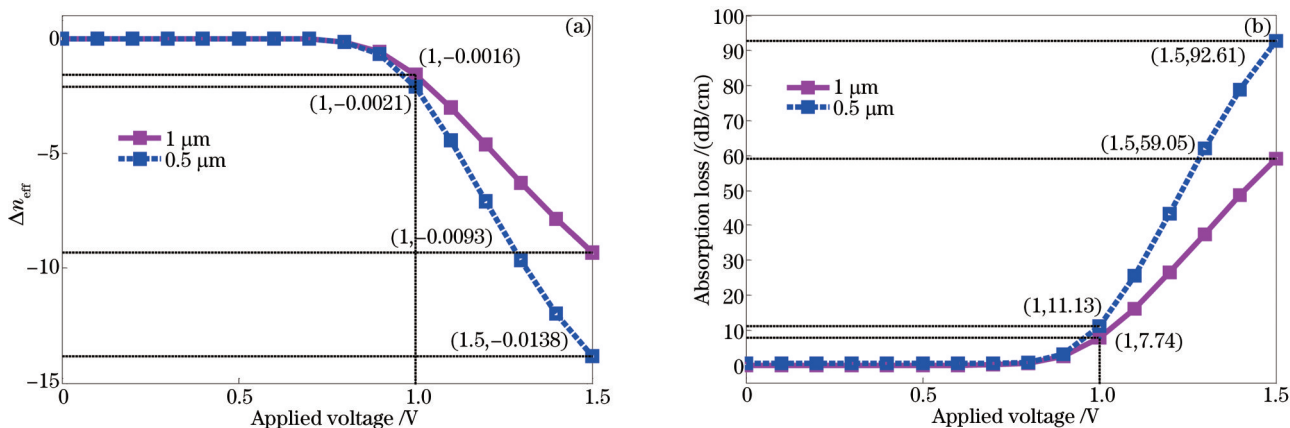 (a)
0
(1,−0.0016)
(1,−0.0021)
1 μm
0.5 μm
−5
Δn_eff
(1,−0.0093)
−10
(1.5,−0.0138)
−15
0 0.5 1.0 1.5
Applied voltage /V
(b)
100
90
(1.5,92.61)
80
1 μm
0.5 μm
70
60
(1.5,59.05)
50
40
30
20
(1,11.13)
10
(1,7.74)
0
Absorption loss /(dB/cm)
0 0.5 1.0 1.5
Applied voltage /V